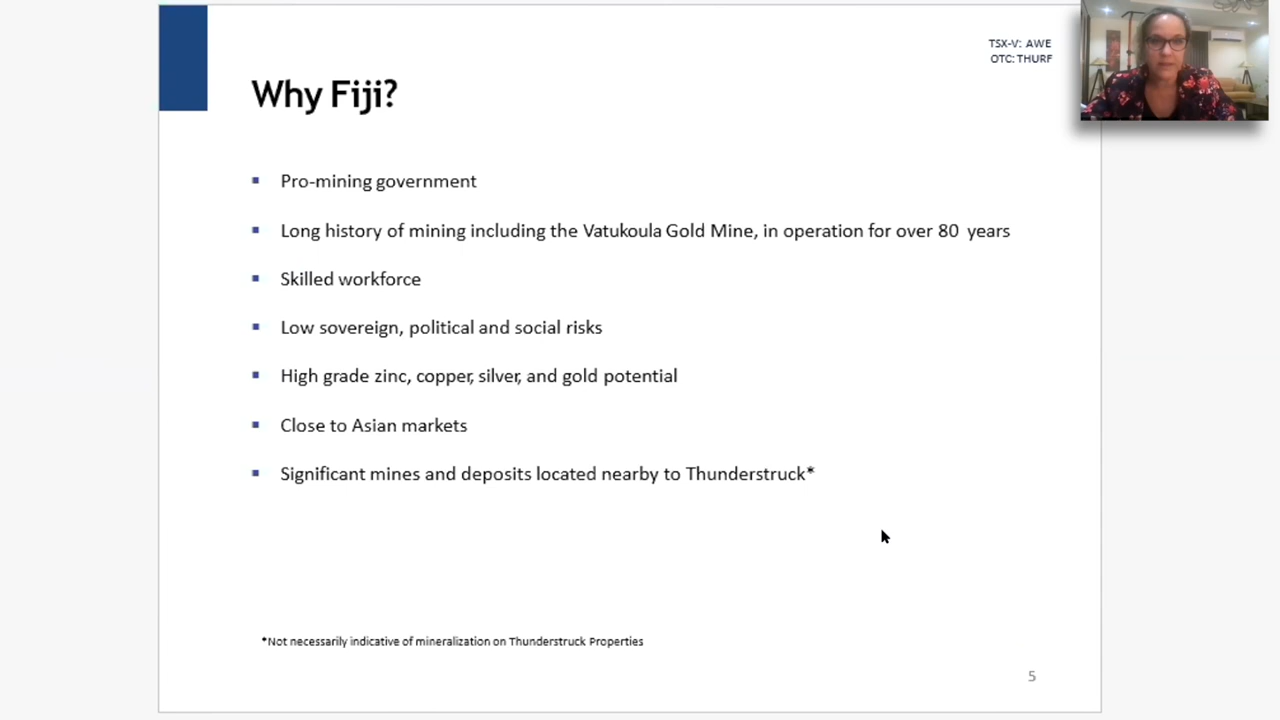 TSX-V: AWE
OTC: THURF
Why Fiji?
Pro-mining government
Long history of mining including the Vatukoula Gold Mine, in operation for over 80 years
Skilled workforce
Low sovereign, political and social risks
High grade zinc, copper, silver, and gold potential
Close to Asian markets
Significant mines and deposits located nearby to Thunderstruck*
*Not necessarily indicative of mineralization on Thunderstruck Properties
5